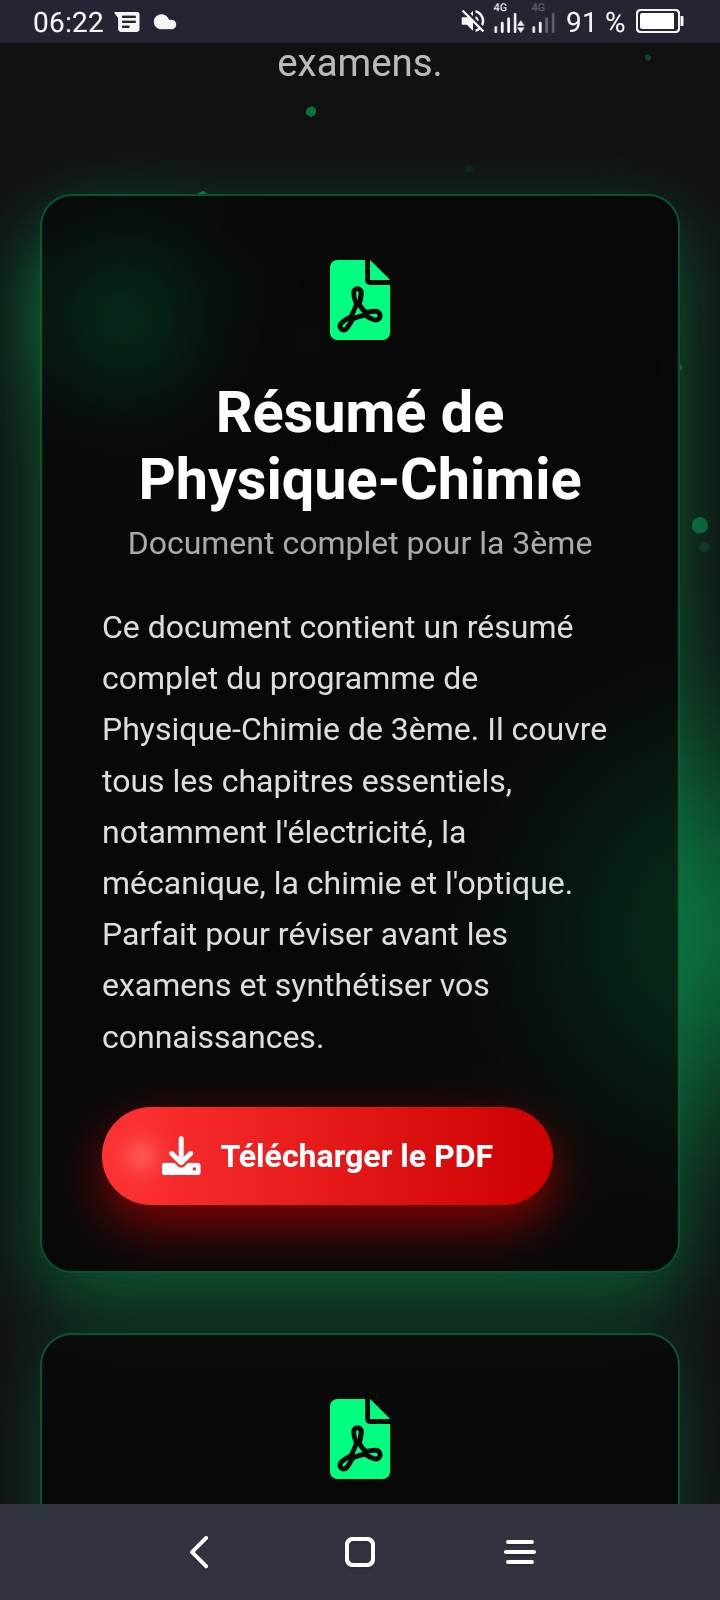 06:22
4G
4G
91 %
examens.
Résumé de
Physique-Chimie
Document complet pour la 3ème
Ce document contient un résumé
complet du programme de
Physique-Chimie de 3ème. Il couvre
tous les chapitres essentiels,
notamment l'électricité, la
mécanique, la chimie et l'optique.
Parfait pour réviser avant les
examens et synthétiser vos
connaissances.
Télécharger le PDF